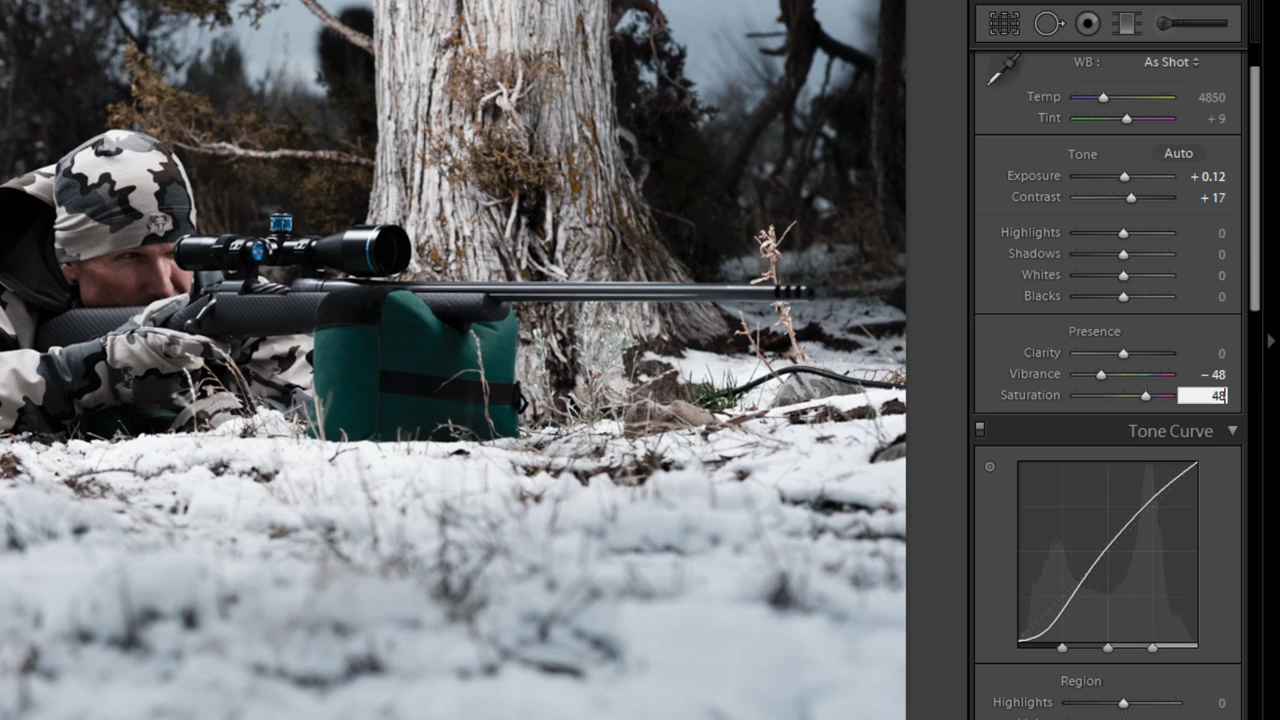 WB : As Shot
Temp 4850
Tint + 9
Tone Auto
Exposure + 0.12
Contrast + 17
Highlights 0
Shadows 0
Whites 0
Blacks 0
Presence
Clarity 0
Vibrance – 48
Saturation 48
Tone Curve
Region
Highlights 0